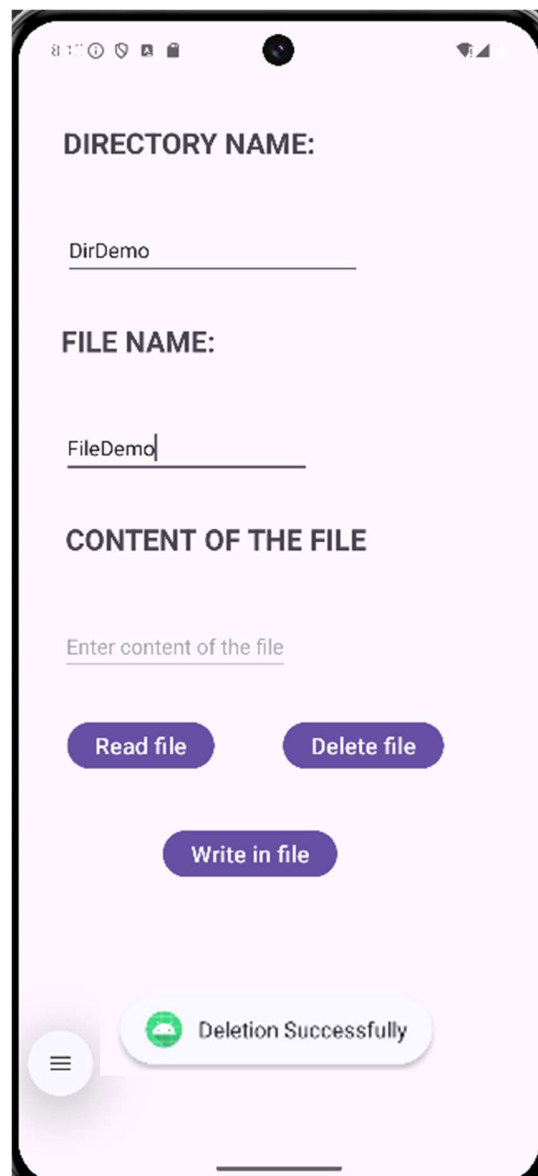 DIRECTORY NAME:
DirDemo
FILE NAME:
FileDemo
CONTENT OF THE FILE
Enter content of the file
Read file Delete file
Write in file
Deletion Successfully